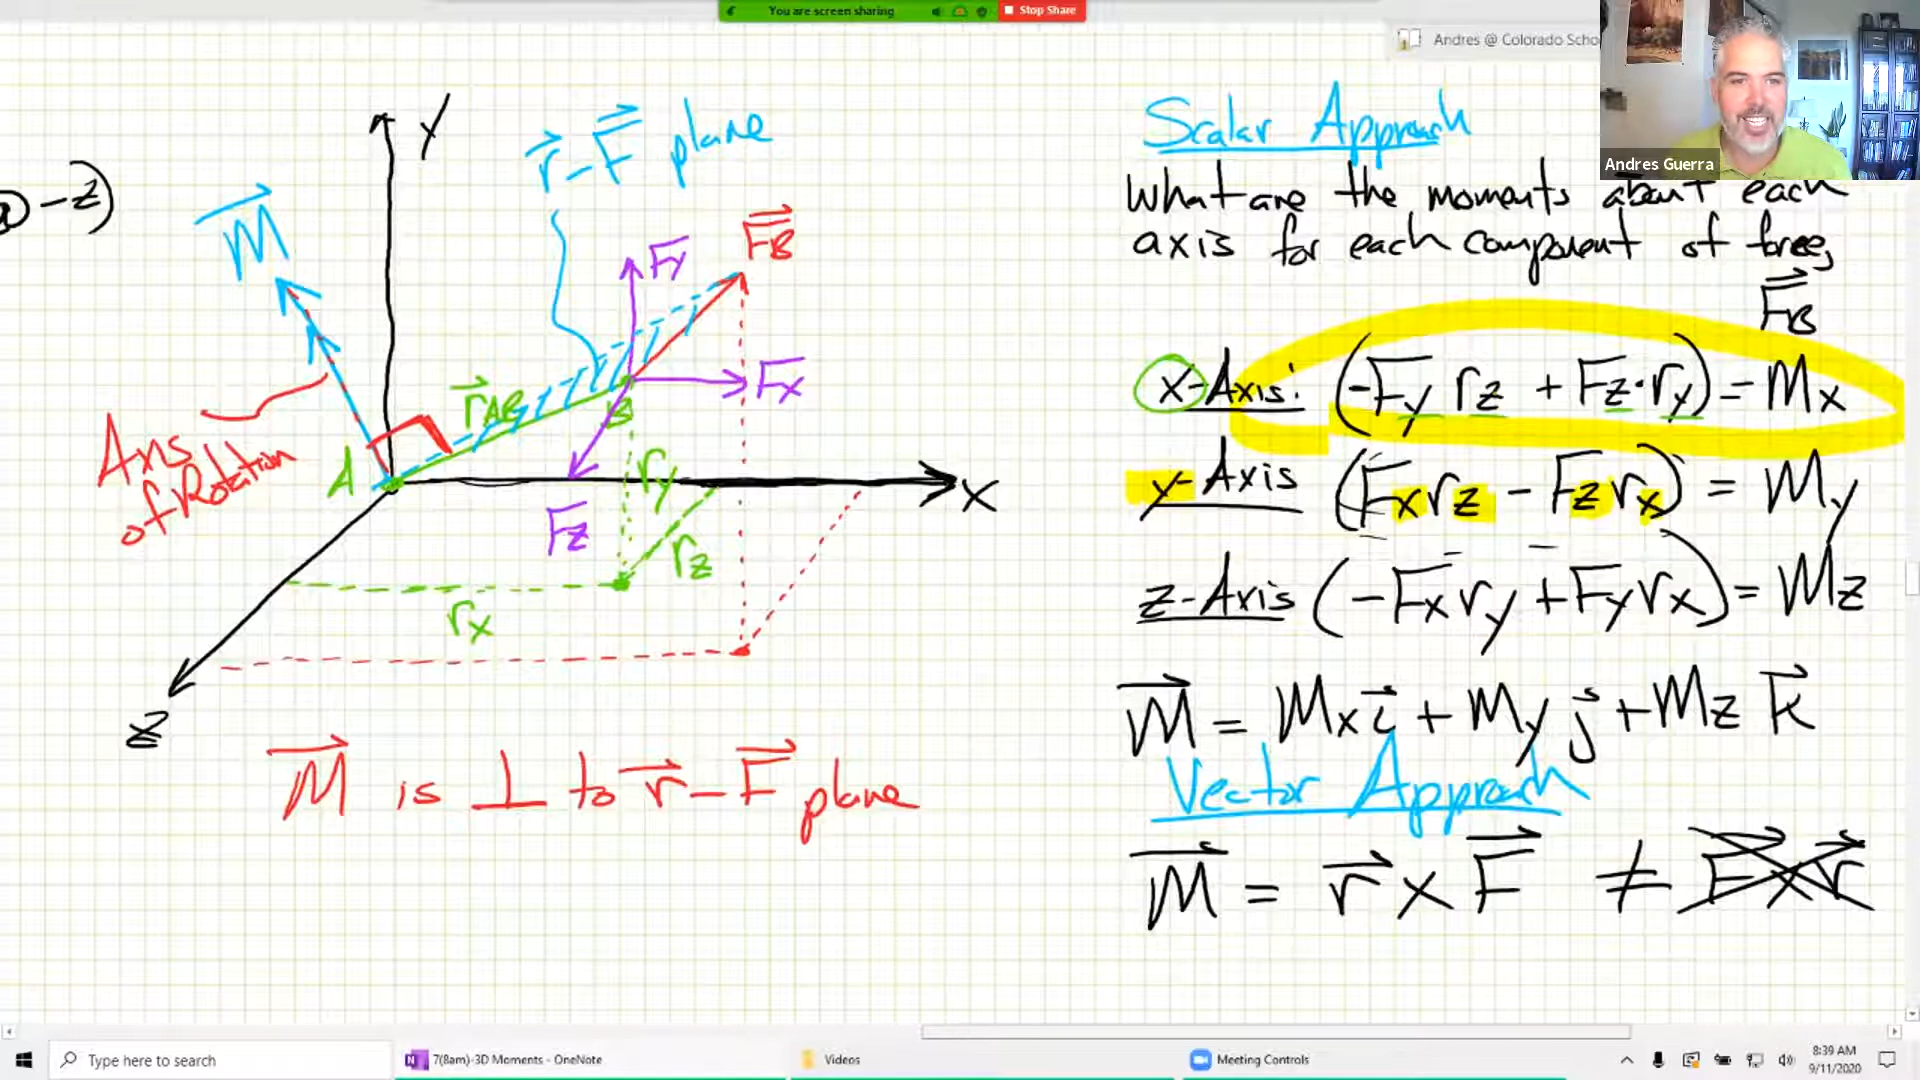 You are screen sharing
Stop Share
Andres @ Colorado Scho
Andres Guerra
-z)
Y
r-F plane
M
FB
Fy
Fx
rAB
B
Axis
of Rotation
A
ry
X
Fz
rz
rx
Z
M is ⊥ to r-F plane
Scalar Approach
What are the moments about each
axis for each component of force,
FB
x-Axis: (-Fy rz + Fz·ry) = Mx
y-Axis (Fxrz - Fzrx) = My
z-Axis (-Fxry + Fyrx) = Mz
M = Mx i + My j + Mz k
Vector Approach
M = r x F ≠ F x r
Type here to search
7(8am)-3D Moments - OneNote
Videos
Meeting Controls
8:39 AM
9/11/2020